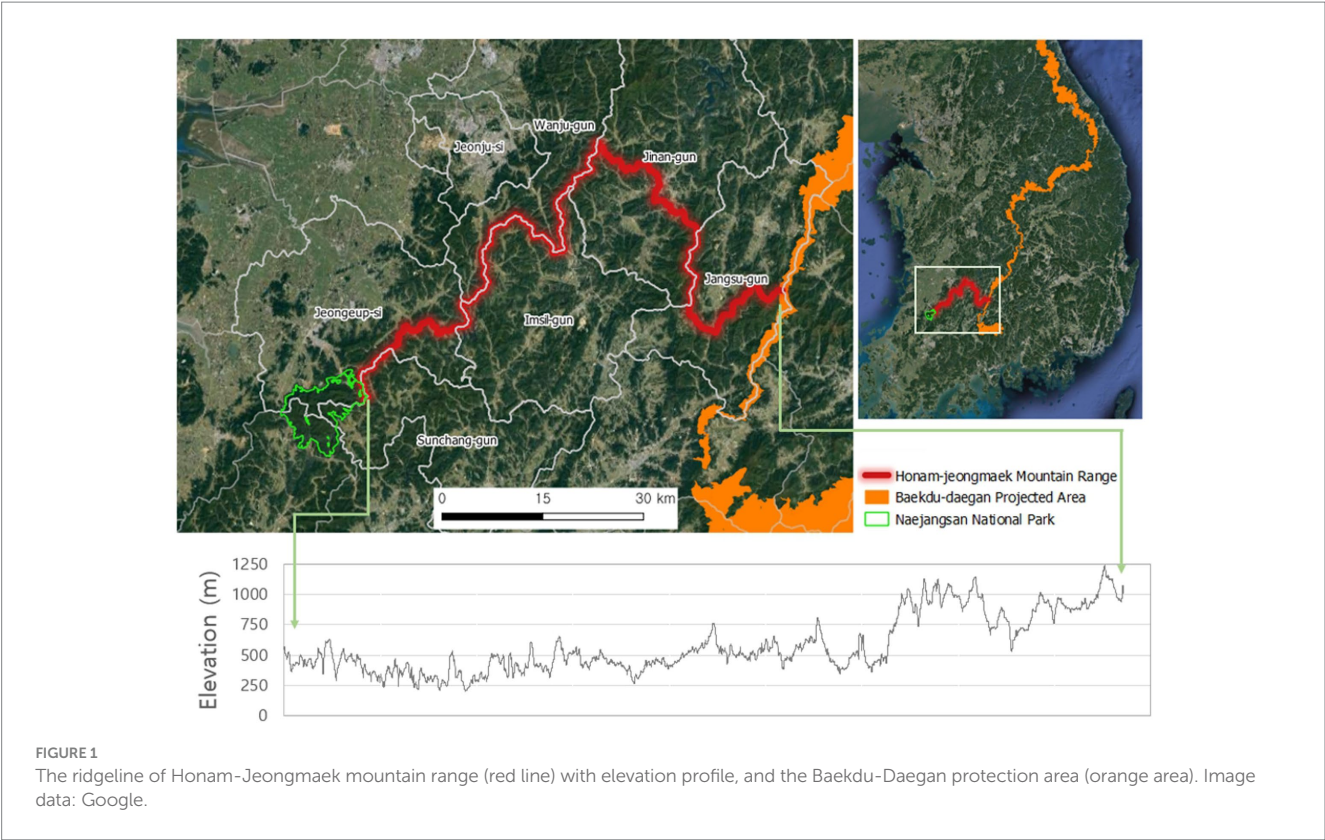 Wanju-gun
Jeonju-si
Jinan-gun
Jangsu-gun
Jeongeup-si
Imsil-gun
Sunchang-gun
0 15 30 km
Honam-jeongmaek Mountain Range
Baekdu-daegan Projected Area
Naejangsan National Park
Elevation (m)
1250
1000
750
500
250
0
FIGURE 1
The ridgeline of Honam-Jeongmaek mountain range (red line) with elevation profile, and the Baekdu-Daegan protection area (orange area). Image
data: Google.